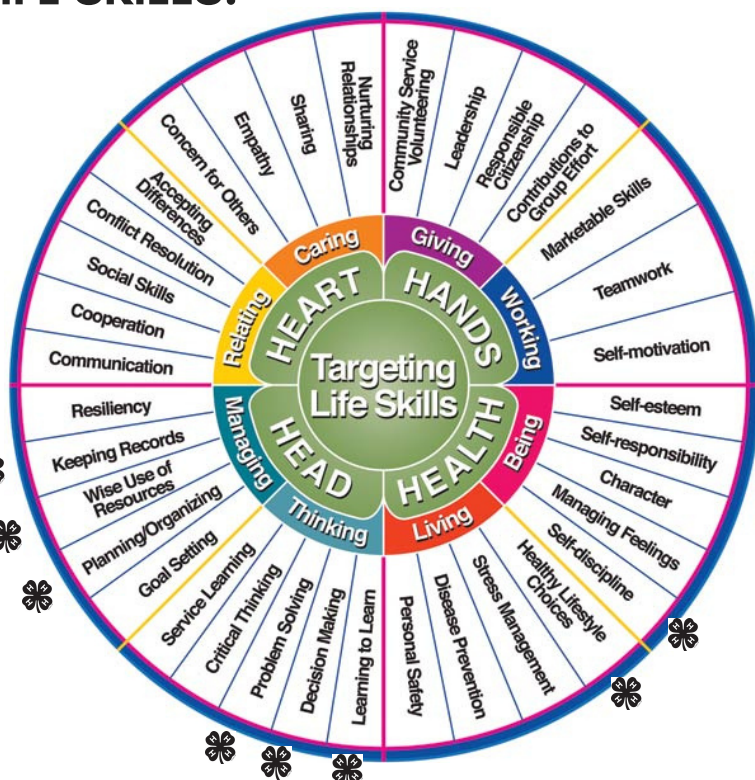 LIFE SKILLS:
Targeting
Life Skills
HEART
HANDS
HEALTH
HEAD
Caring
Giving
Working
Being
Living
Thinking
Managing
Relating
Nurturing
Relationships
Sharing
Empathy
Concern for Others
Community Service
Volunteering
Leadership
Responsible
Citizenship
Contributions to
Group Effort
Marketable Skills
Teamwork
Self-motivation
Self-esteem
Self-responsibility
Character
Managing Feelings
Self-discipline
Healthy Lifestyle
Choices
Stress Management
Disease Prevention
Personal Safety
Learning to Learn
Decision Making
Problem Solving
Critical Thinking
Service Learning
Goal Setting
Planning/Organizing
Wise Use of
Resources
Keeping Records
Resiliency
Communication
Cooperation
Social Skills
Conflict Resolution
Accepting
Differences